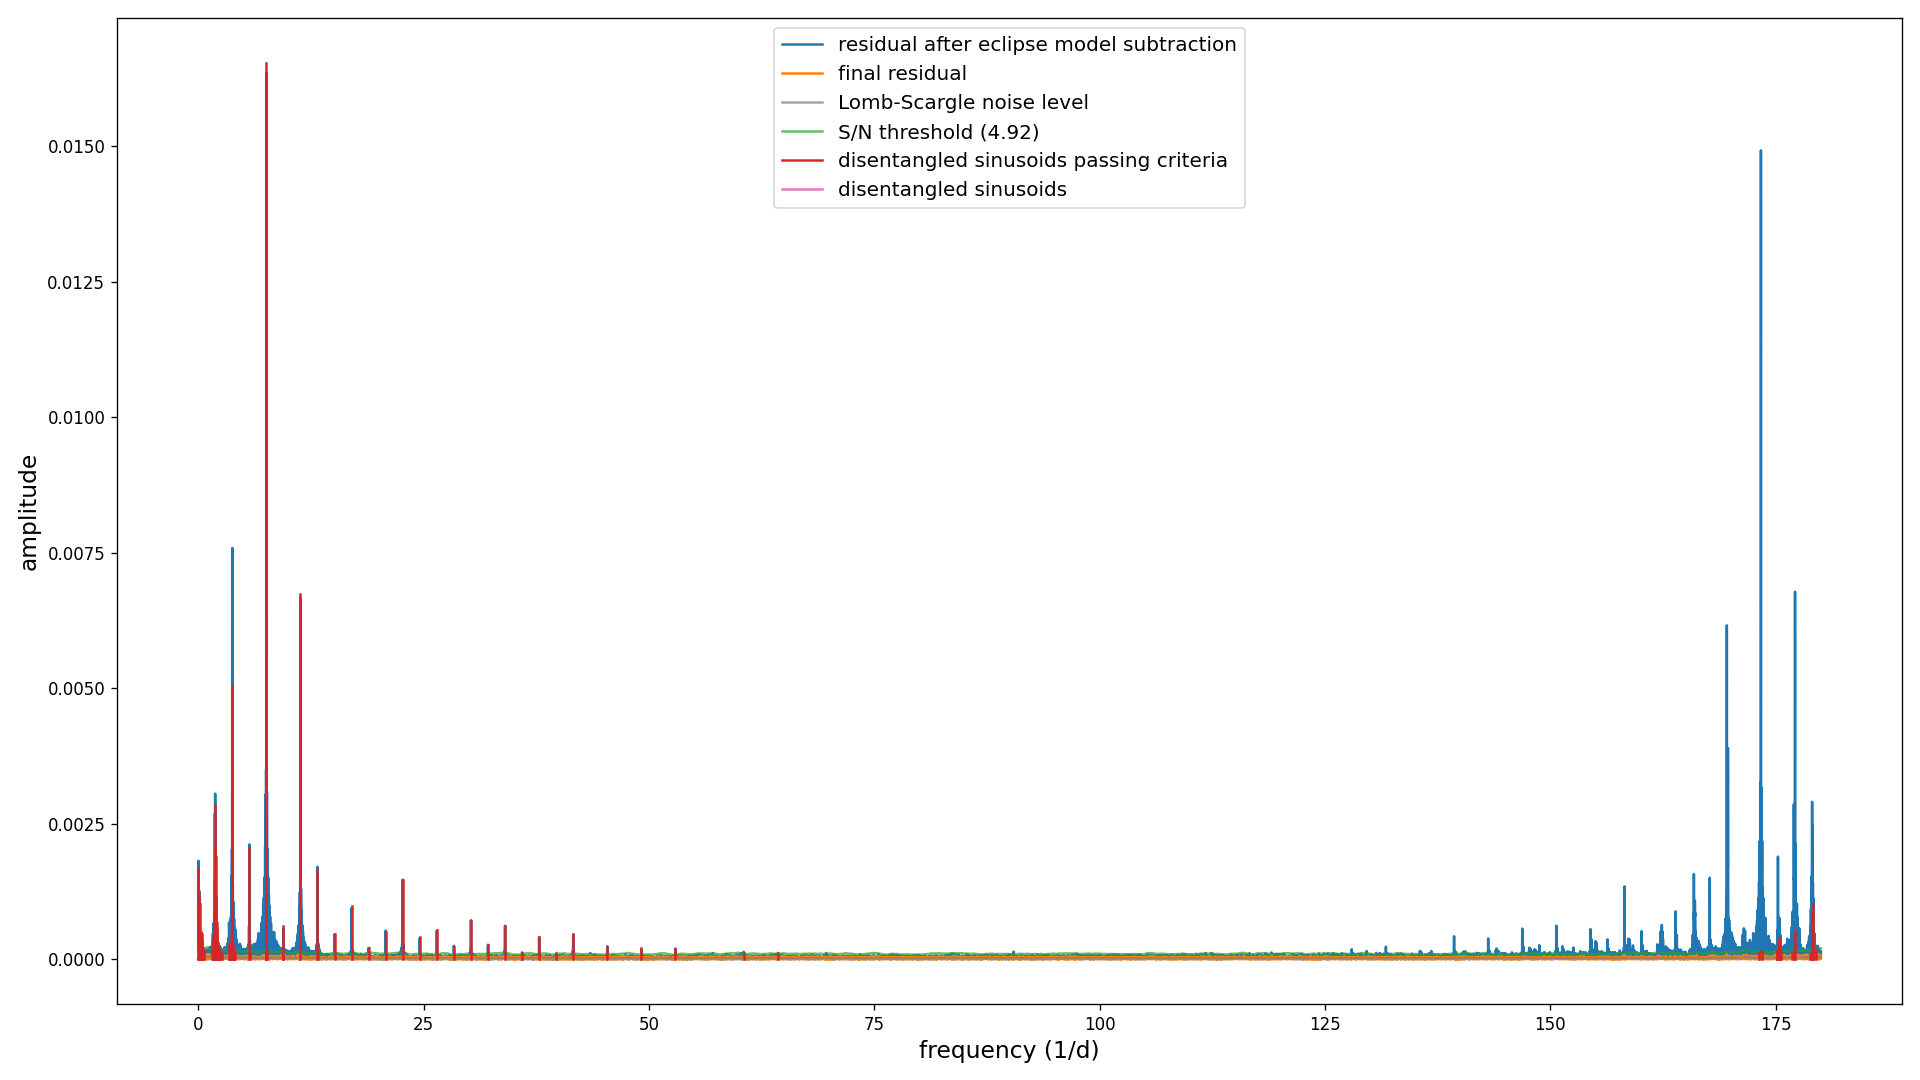 residual after eclipse model subtraction
final residual
Lomb-Scargle noise level
S/N threshold (4.92)
disentangled sinusoids passing criteria
disentangled sinusoids
0.0150
0.0125
0.0100
0.0075
0.0050
0.0025
0.0000
amplitude
0 25 50 75 100 125 150 175
frequency (1/d)